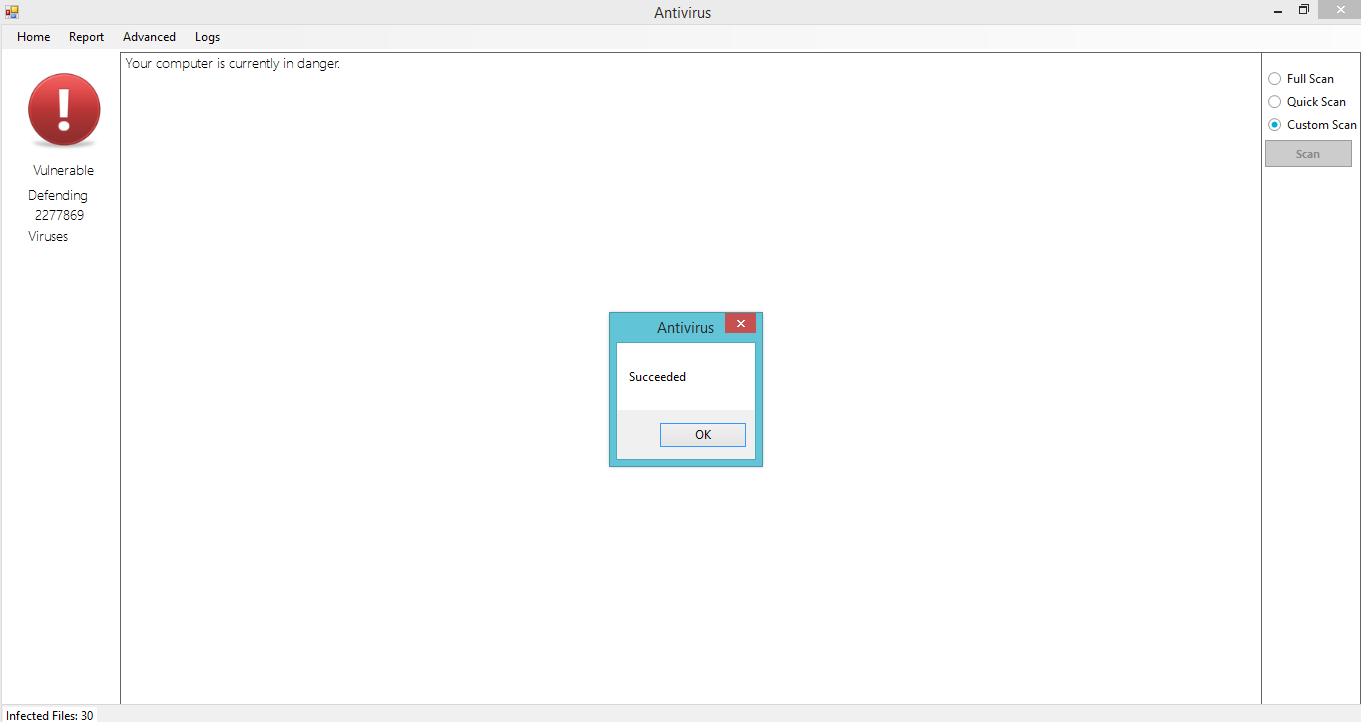 Antivirus
Home Report Advanced Logs
Your computer is currently in danger.
Vulnerable
Defending
2277869
Viruses
Full Scan
Quick Scan
Custom Scan
Scan
Antivirus
Succeeded
OK
Infected Files: 30